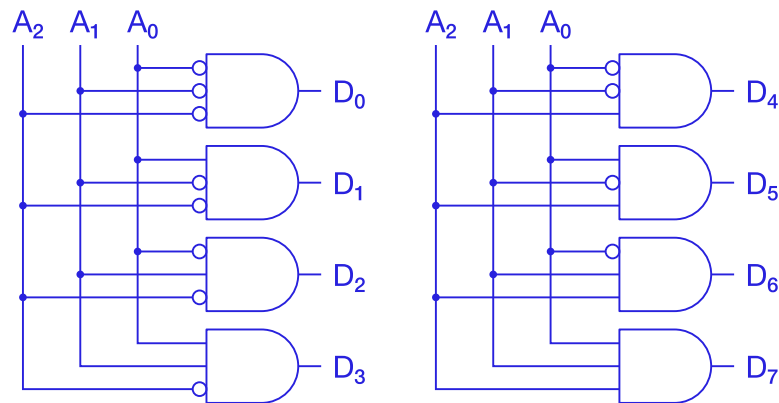 A₂ A₁ A₀ A₂ A₁ A₀
D₀ D₄
D₁ D₅
D₂ D₆
D₃ D₇